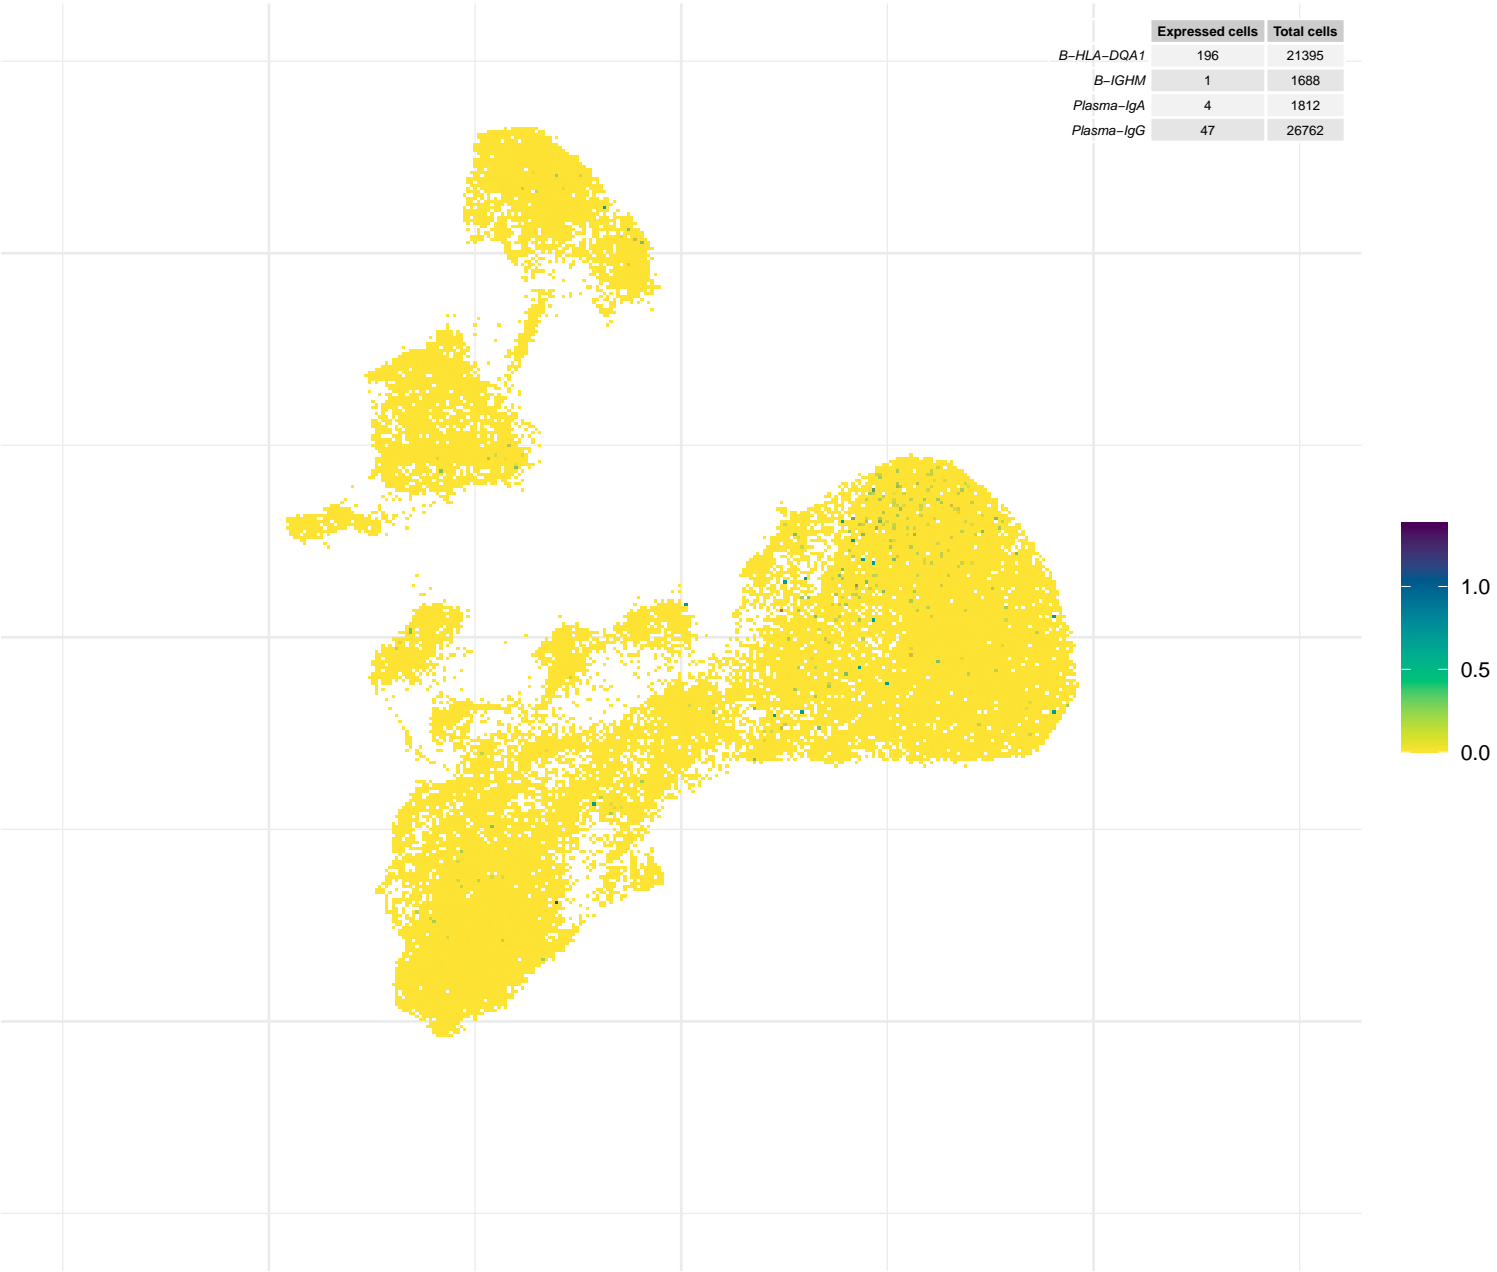 Expressed cells Total cells
B−HLA−DQA1 196 21395
B−IGHM 1 1688
Plasma−IgA 4 1812
Plasma−IgG 47 26762
1.0
0.5
0.0